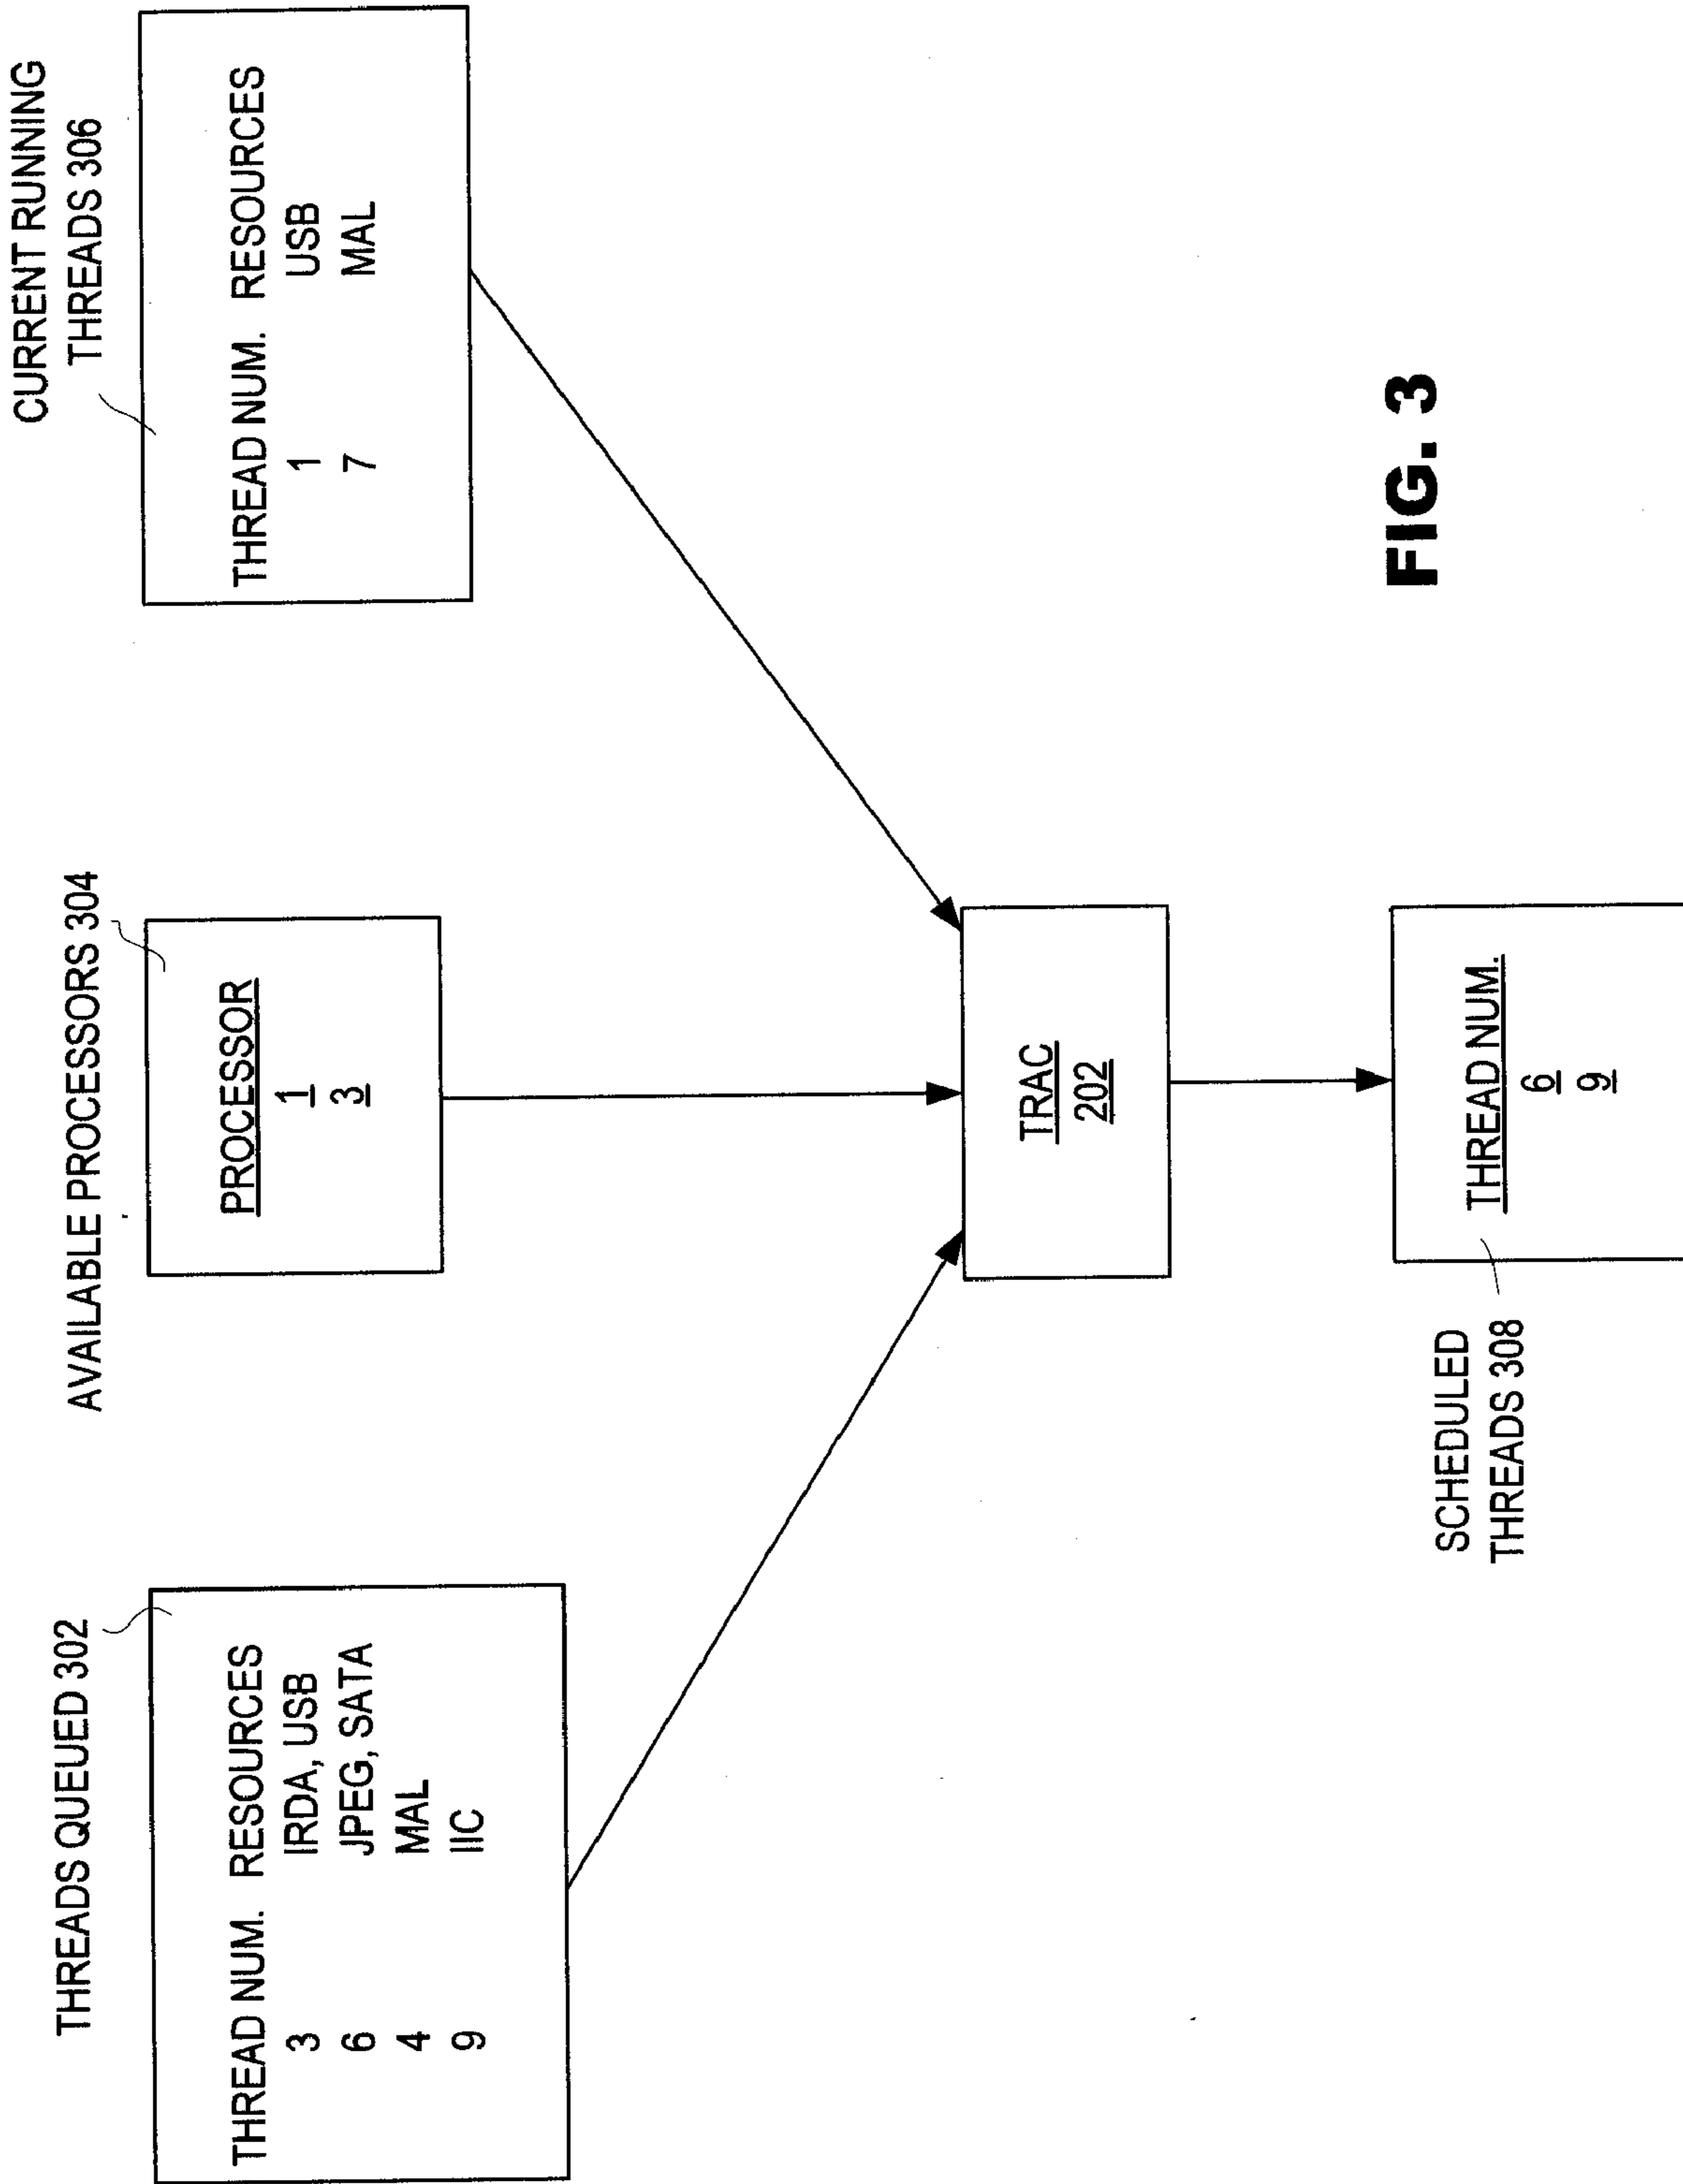 THREADS QUEUED 302
THREAD NUM. RESOURCES
3 IRDA, USB
6 JPEG, SATA
4 MAL
9 IIC
AVAILABLE PROCESSORS 304
PROCESSOR
1
3
CURRENT RUNNING
THREADS 306
THREAD NUM. RESOURCES
1 USB
7 MAL
TRAC
202
SCHEDULED
THREADS 308
THREAD NUM.
6
9
FIG. 3